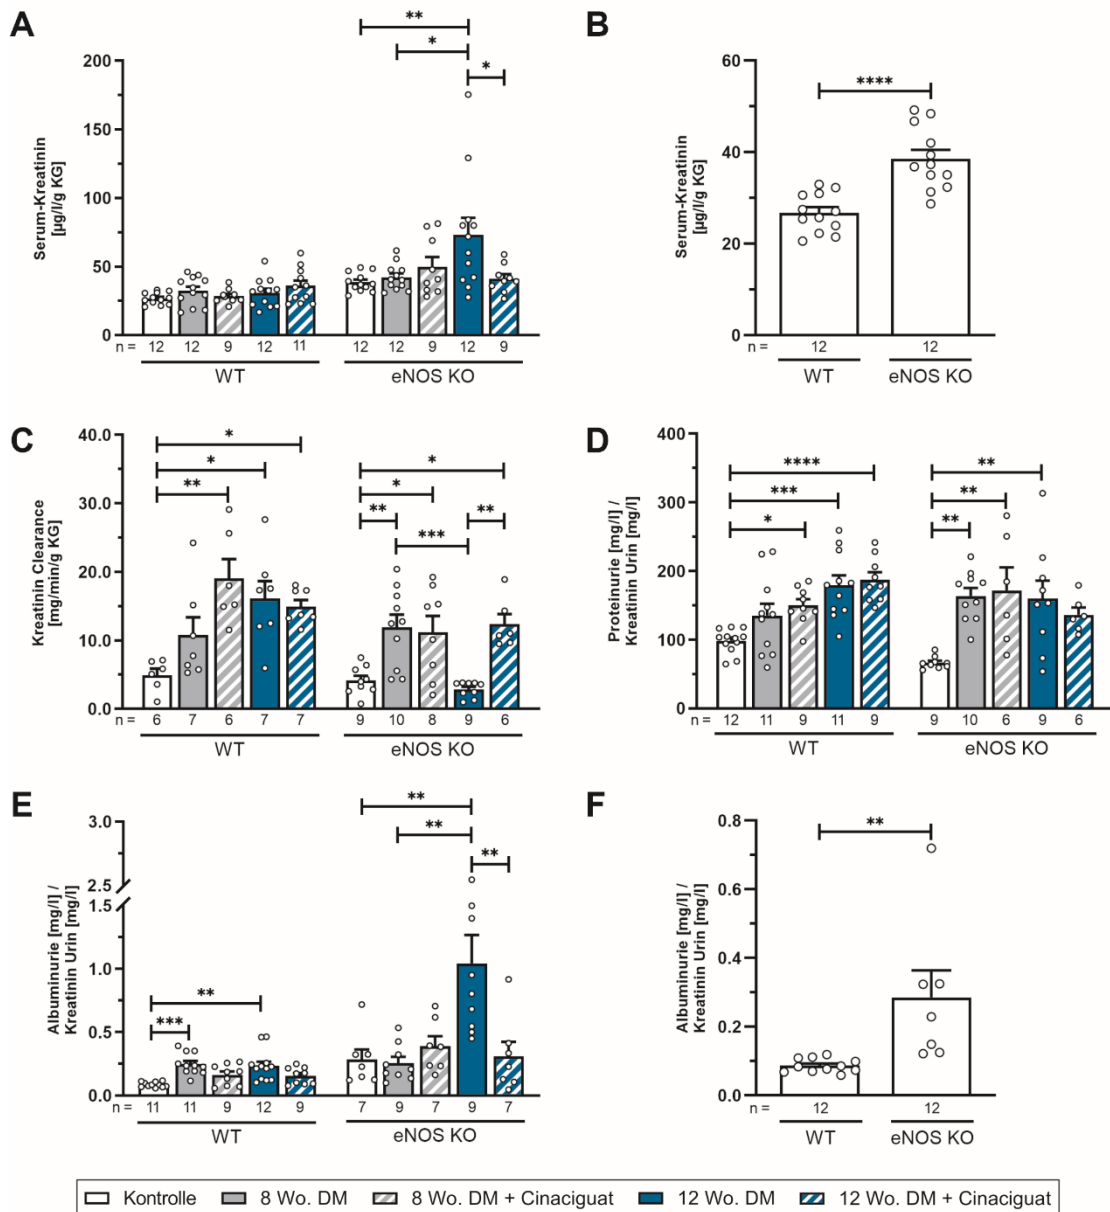 A
Serum-Kreatinin
[µg/l/g KG]
200
150
100
50
0
**
*
*
n = 12 12 9 12 11 12 12 9 12 9
WT eNOS KO
B
Serum-Kreatinin
[µg/l/g KG]
60
40
20
0
****
n = 12 12
WT eNOS KO
C
Kreatinin Clearance
[mg/min/g KG]
40.0
30.0
20.0
10.0
0.0
*
*
**
*
*
**
***
**
n = 6 7 6 7 7 9 10 8 9 6
WT eNOS KO
D
Proteinurie [mg/l] /
Kreatinin Urin [mg/l]
400
300
200
100
0
****
***
*
**
**
**
n = 12 11 9 11 9 9 10 6 9 6
WT eNOS KO
E
Albuminurie [mg/l] /
Kreatinin Urin [mg/l]
3.0
2.5
1.5
1.0
0.5
0.0
**
***
**
**
**
n = 11 11 9 12 9 7 9 7 9 7
WT eNOS KO
F
Albuminurie [mg/l] /
Kreatinin Urin [mg/l]
0.8
0.6
0.4
0.2
0.0
**
n = 12 12
WT eNOS KO
Kontrolle 8 Wo. DM 8 Wo. DM + Cinaciguat 12 Wo. DM 12 Wo. DM + Cinaciguat